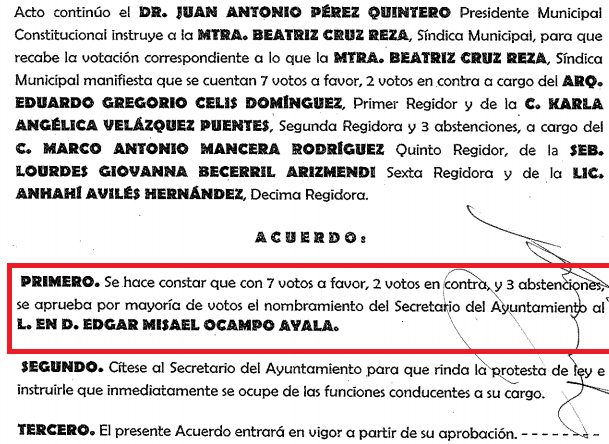 Acto continúo el DR. JUAN ANTONIO PÉREZ QUINTERO Presidente Municipal
Constitucional instruye a la MTRA. BEATRIZ CRUZ REZA, Síndica Municipal, para que
recabe la votación correspondiente a lo que la MTRA. BEATRIZ CRUZ REZA, Síndica
Municipal manifiesta que se cuentan 7 votos a favor, 2 votos en contra a cargo del ARQ.
EDUARDO GREGORIO CELIS DOMÍNGUEZ, Primer Regidor y de la C. KARLA
ANGÉLICA VELÁZQUEZ PUENTES, Segunda Regidora y 3 abstenciones, a cargo del
C. MARCO ANTONIO MANCERA RODRÍGUEZ Quinto Regidor, de la SEB.
LOURDES GIOVANNA BECERRIL ARIZMENDI Sexta Regidora y de la LIC.
ANHAHÍ AVILÉS HERNÁNDEZ, Decima Regidora.
ACUERDO:
PRIMERO. Se hace constar que con 7 votos a favor, 2 votos en contra, y 3 abstenciones,
se aprueba por mayoría de votos el nombramiento del Secretario del Ayuntamiento al
L. EN D. EDGAR MISAEL OCAMPO AYALA.
SEGUNDO. Cítese al Secretario del Ayuntamiento para que rinda la protesta de ley e
instruirle que inmediatamente se ocupe de las funciones conducentes a su cargo.
TERCERO. El presente Acuerdo entrará en vigor a partir de su aprobación. - - - - - - - - -